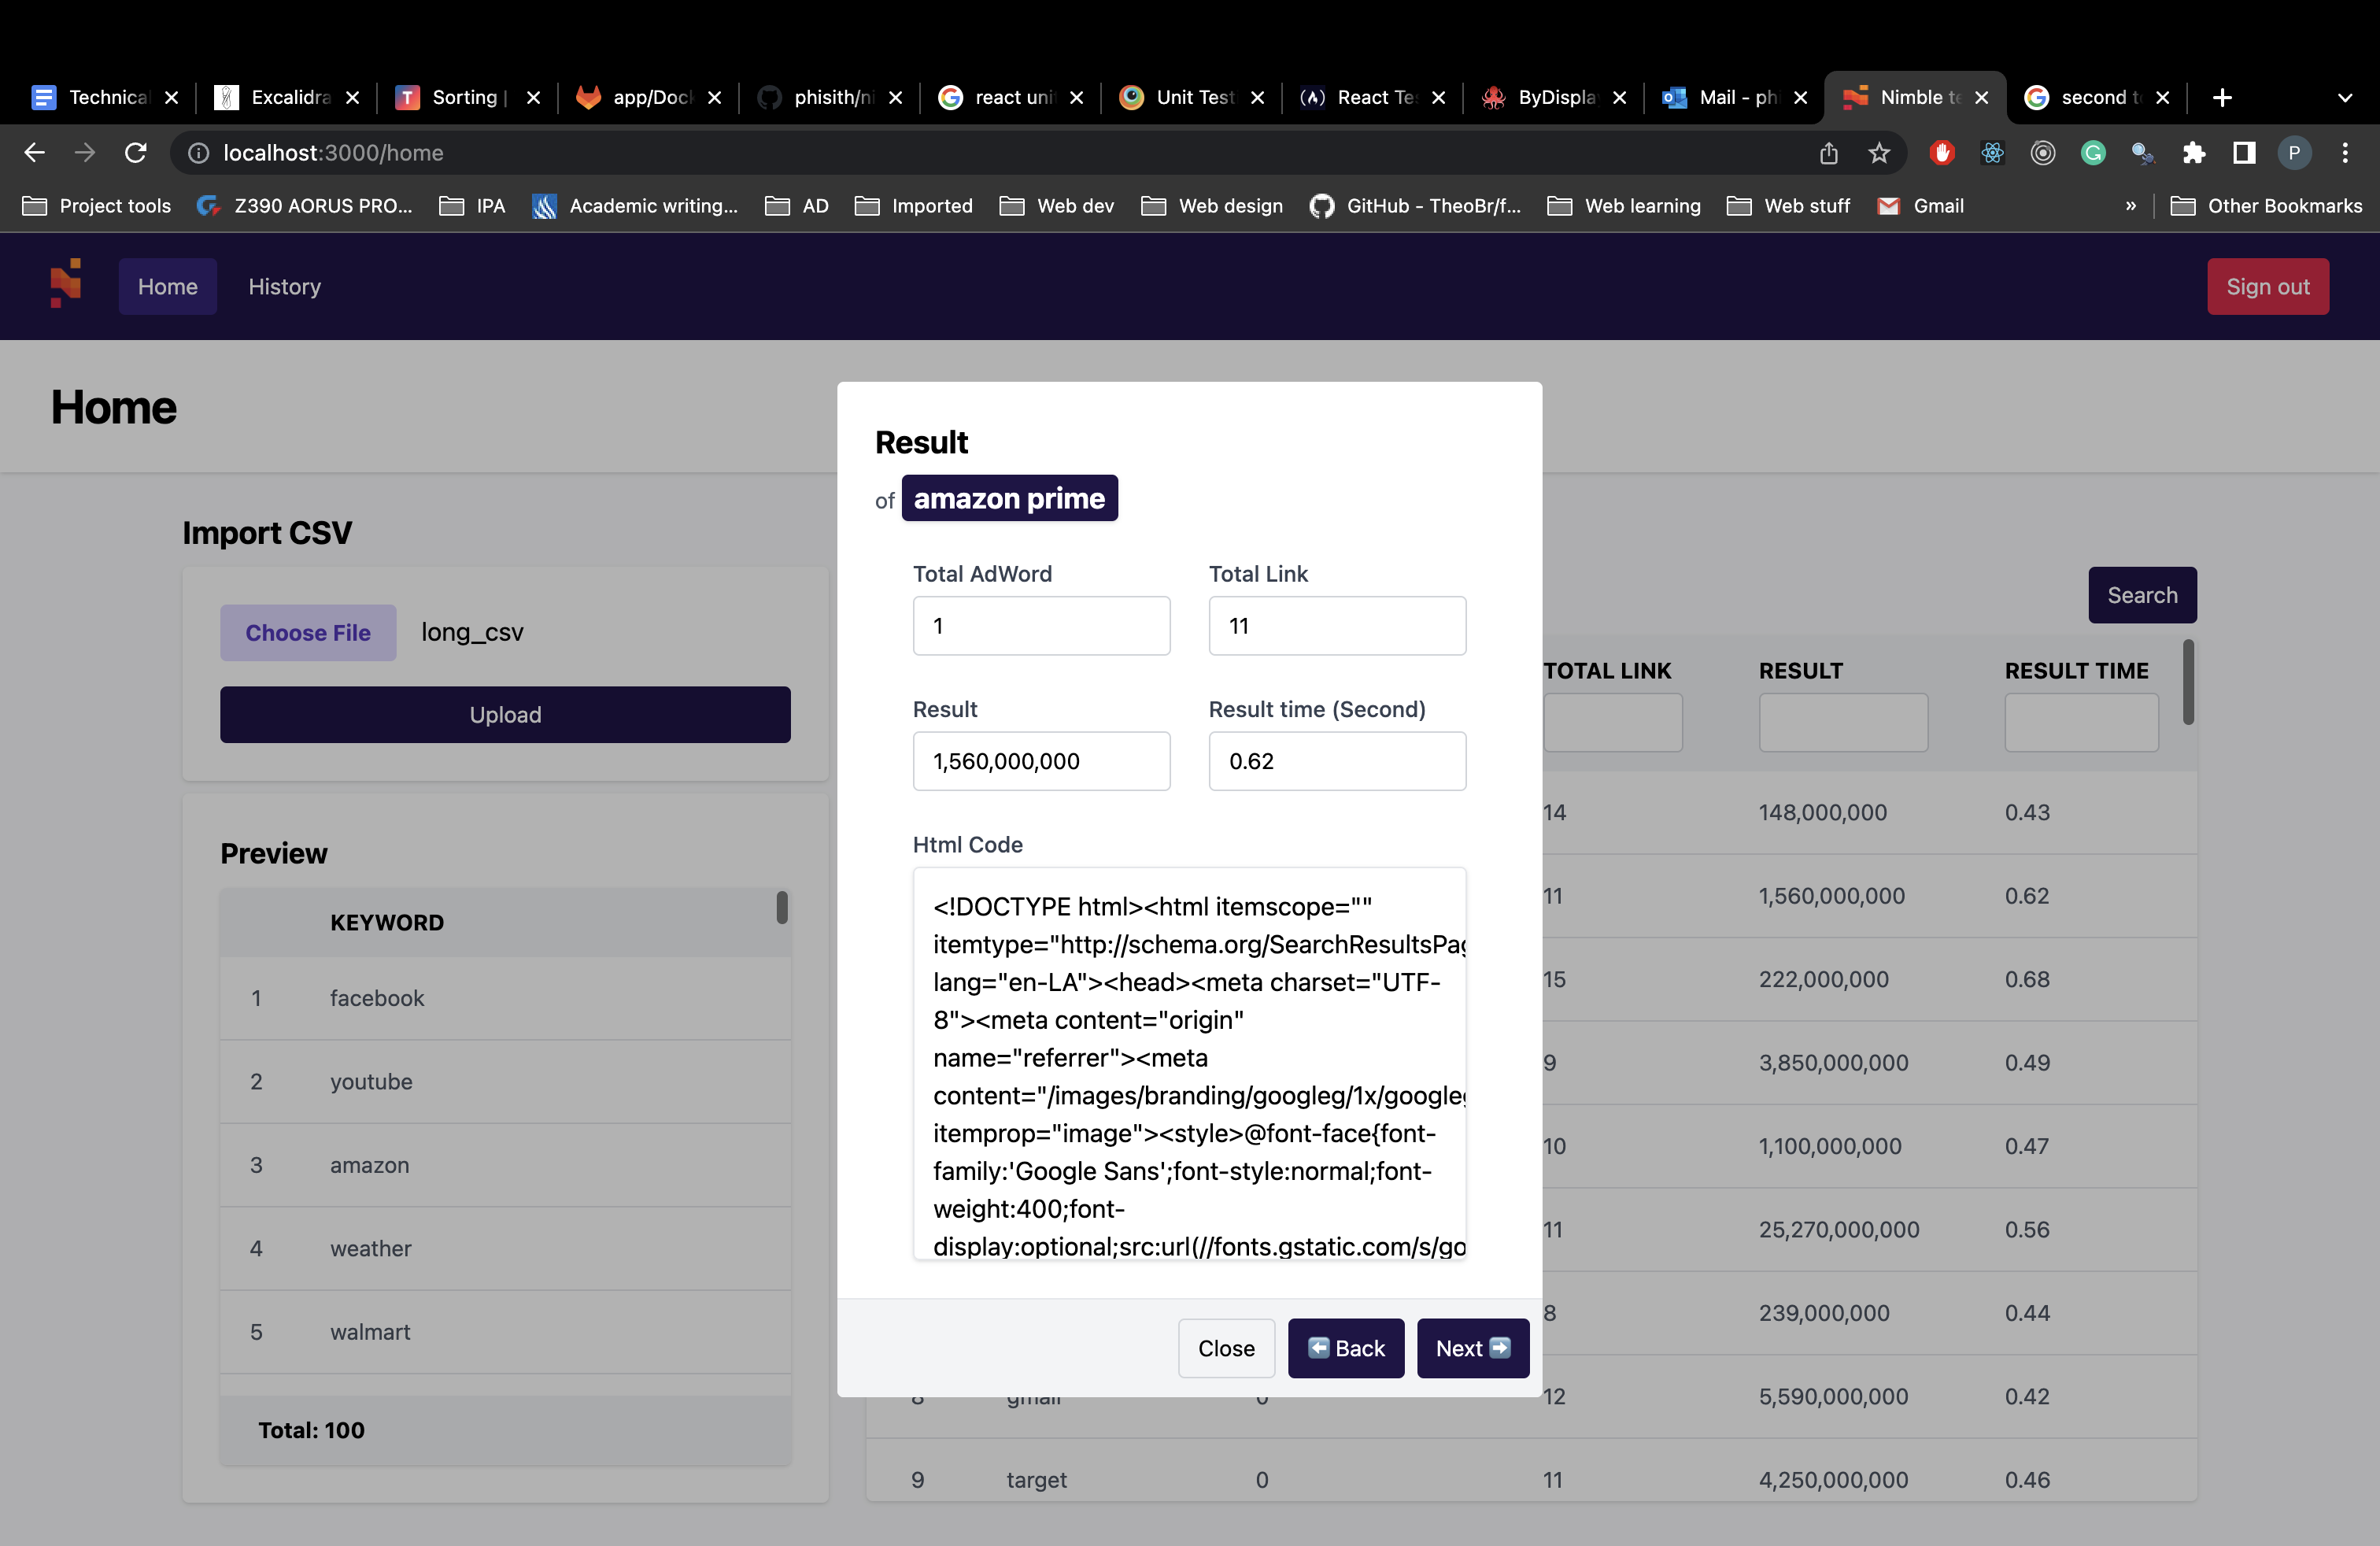 Technical
Excalidra
Sorting |
app/Dock
phisith/ni
react uni
Unit Test
React Te
ByDispla
Mail - phi
Nimble te
second t
localhost:3000/home
P
Project tools
Z390 AORUS PRO...
IPA
Academic writing...
AD
Imported
Web dev
Web design
GitHub - TheoBr/f...
Web learning
Web stuff
Gmail
»
Other Bookmarks
Home
History
Sign out
Home
Import CSV
Choose File
long_csv
Upload
Preview
KEYWORD
1 facebook
2 youtube
3 amazon
4 weather
5 walmart
Total: 100
Result
of amazon prime
Total AdWord
Total Link
1
11
Result
Result time (Second)
1,560,000,000
0.62
Html Code
<!DOCTYPE html><html itemscope=""
itemtype="http://schema.org/SearchResultsPag
lang="en-LA"><head><meta charset="UTF-
8"><meta content="origin"
name="referrer"><meta
content="/images/branding/googleg/1x/googleg
itemprop="image"><style>@font-face{font-
family:'Google Sans';font-style:normal;font-
weight:400;font-
display:optional;src:url(//fonts.gstatic.com/s/go
Close
Back
Next
Search
TOTAL LINK RESULT RESULT TIME
14 148,000,000 0.43
11 1,560,000,000 0.62
15 222,000,000 0.68
9 3,850,000,000 0.49
10 1,100,000,000 0.47
11 25,270,000,000 0.56
8 239,000,000 0.44
8 gmail 0 12 5,590,000,000 0.42
9 target 0 11 4,250,000,000 0.46